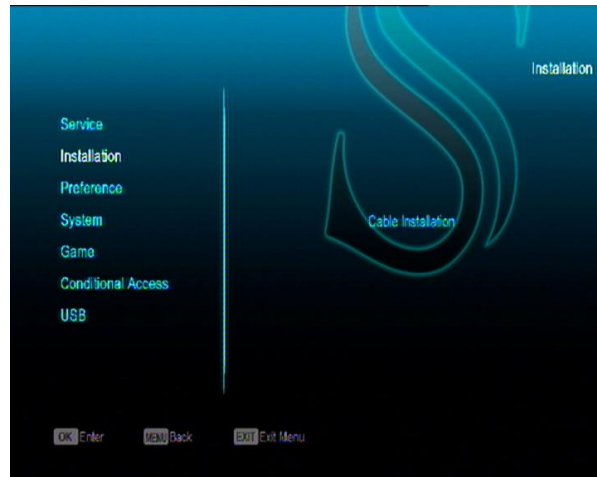 Installation
Service
Installation
Preference
System
Cable Installation
Game
Conditional Access
USB
OK Enter MENU Back EXIT Exit Menu